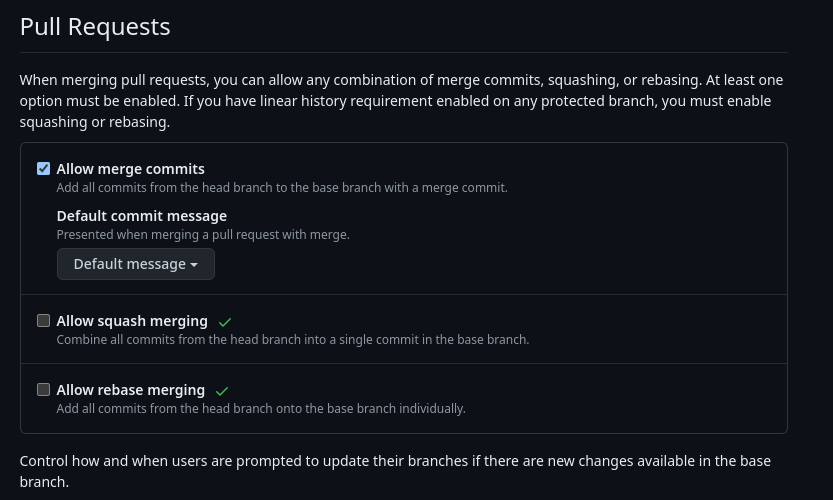 Pull Requests
When merging pull requests, you can allow any combination of merge commits, squashing, or rebasing. At least one
option must be enabled. If you have linear history requirement enabled on any protected branch, you must enable
squashing or rebasing.
Allow merge commits
Add all commits from the head branch to the base branch with a merge commit.
Default commit message
Presented when merging a pull request with merge.
Default message
Allow squash merging
Combine all commits from the head branch into a single commit in the base branch.
Allow rebase merging
Add all commits from the head branch onto the base branch individually.
Control how and when users are prompted to update their branches if there are new changes available in the base
branch.